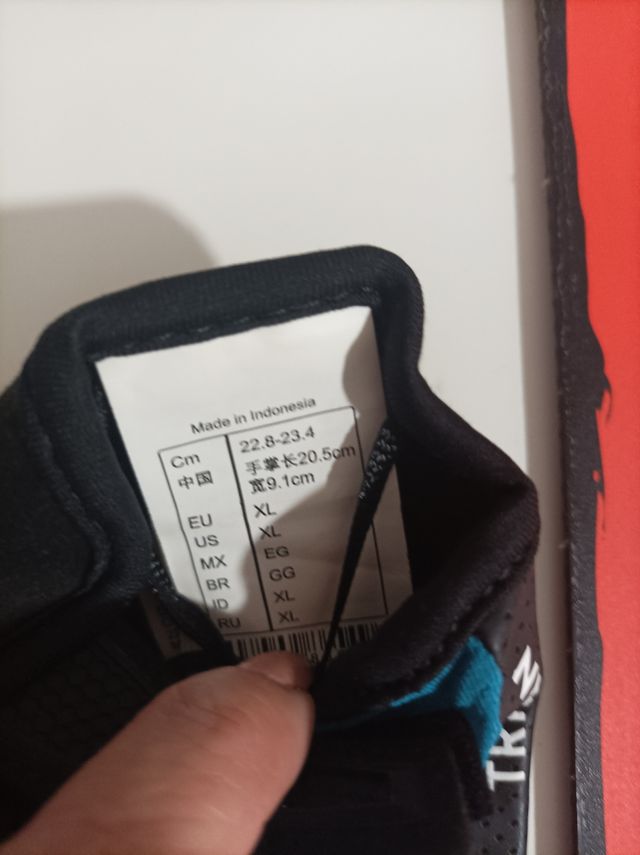 Made in Indonesia
Cm 22.8-23.4
中国 手掌长20.5cm
宽9.1cm
EU XL
US XL
MX EG
BR GG
ID XL
RU XL